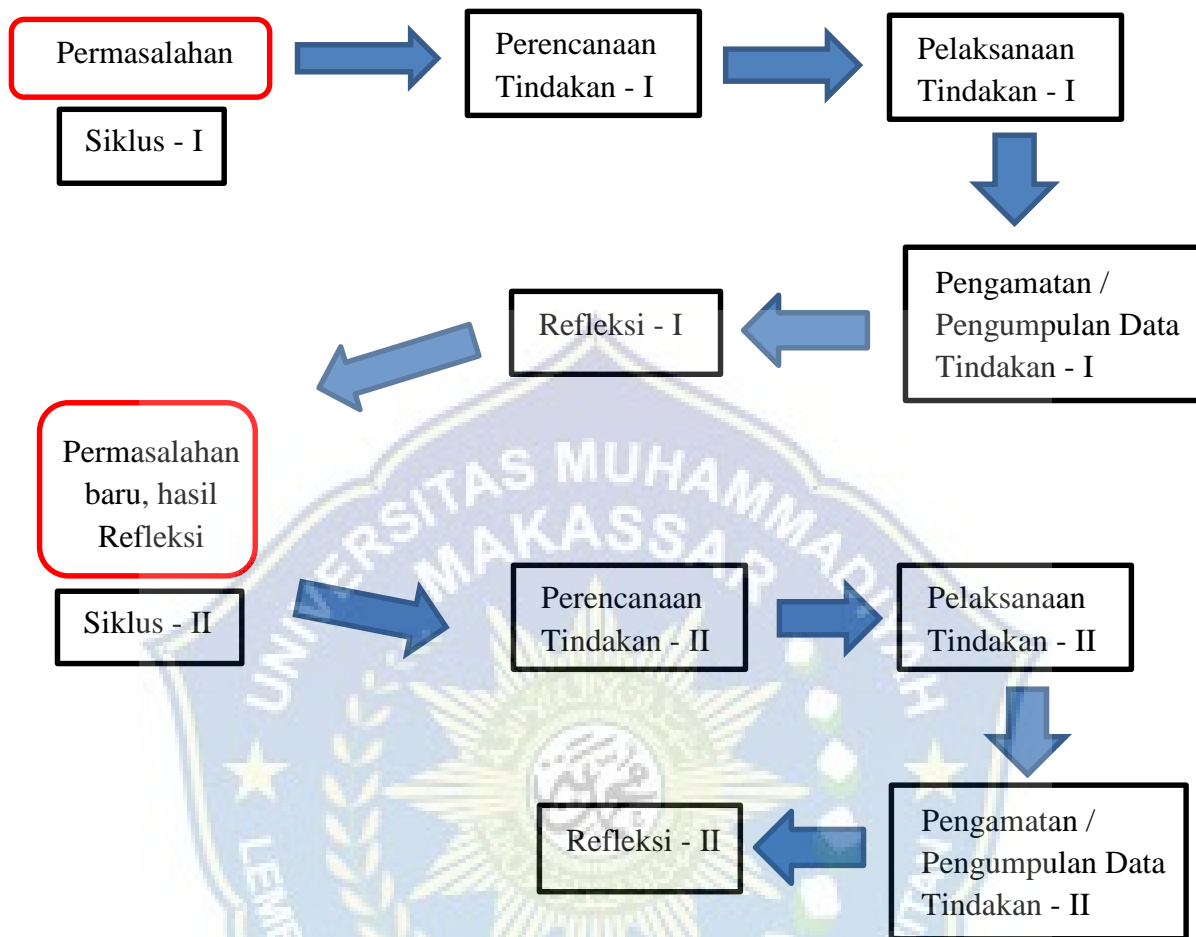 Permasalahan
Siklus - I
Perencanaan
Tindakan - I
Pelaksanaan
Tindakan - I
Pengamatan /
Pengumpulan Data
Tindakan - I
Refleksi - I
Permasalahan
baru, hasil
Refleksi
Siklus - II
Perencanaan
Tindakan - II
Pelaksanaan
Tindakan - II
Pengamatan /
Pengumpulan Data
Tindakan - II
Refleksi - II
UNIVERSITAS MUHAMMADIYAH
MAKASSAR